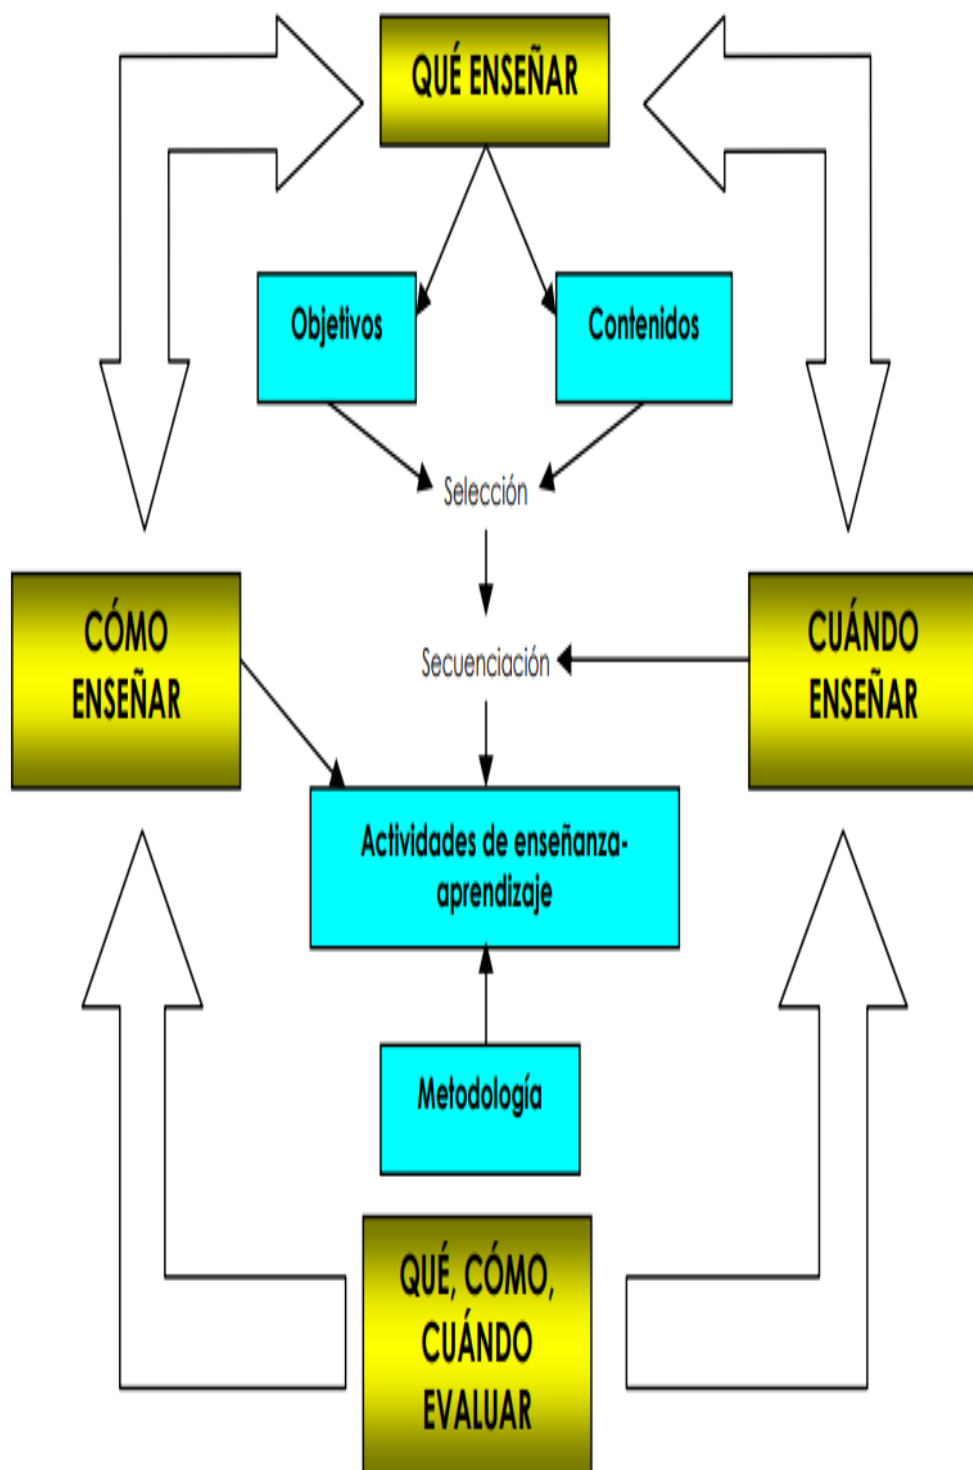 QUÉ ENSEÑAR
Objetivos
Contenidos
Selección
CÓMO
ENSEÑAR
Secuenciación
CUÁNDO
ENSEÑAR
Actividades de enseñanza-
aprendizaje
Metodología
QUÉ, CÓMO,
CUÁNDO
EVALUAR